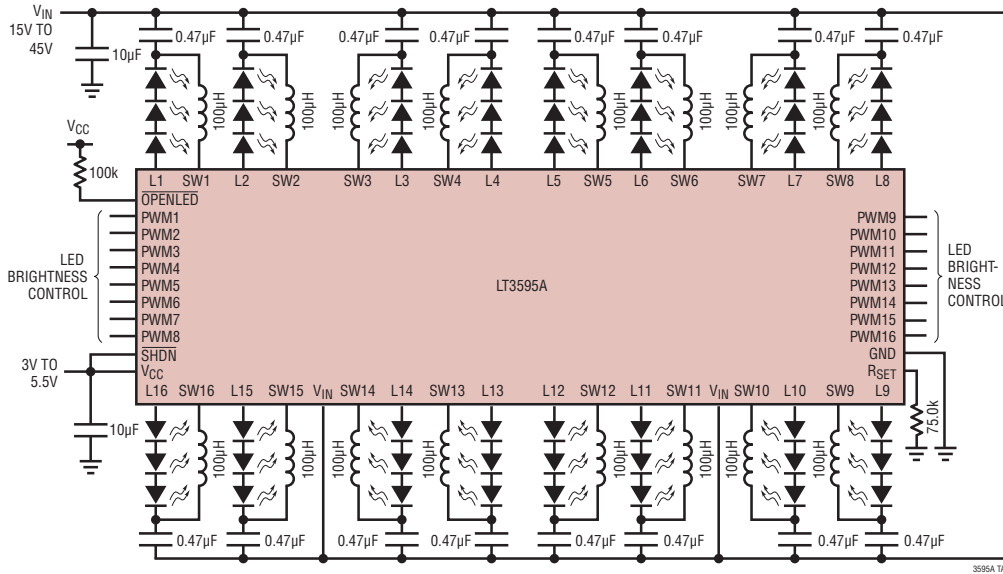 VIN
15V TO
45V
10µF
0.47µF 0.47µF 0.47µF 0.47µF 0.47µF 0.47µF 0.47µF 0.47µF
100µH 100µH 100µH 100µH 100µH 100µH 100µH 100µH
VCC
100k
L1 SW1 L2 SW2 SW3 L3 SW4 L4 L5 SW5 L6 SW6 SW7 L7 SW8 L8
OPENLED
PWM1
PWM2
PWM3
PWM4
PWM5
PWM6
PWM7
PWM8
SHDN
VCC
LED
BRIGHTNESS
CONTROL
3V TO
5.5V
10µF
LT3595A
PWM9
PWM10
PWM11
PWM12
PWM13
PWM14
PWM15
PWM16
GND
RSET
LED
BRIGHT-
NESS
CONTROL
75.0k
L16 SW16 L15 SW15 VIN SW14 L14 SW13 L13 L12 SW12 L11 SW11 VIN SW10 L10 SW9 L9
100µH 100µH 100µH 100µH 100µH 100µH 100µH 100µH
0.47µF 0.47µF 0.47µF 0.47µF 0.47µF 0.47µF 0.47µF 0.47µF
3595A